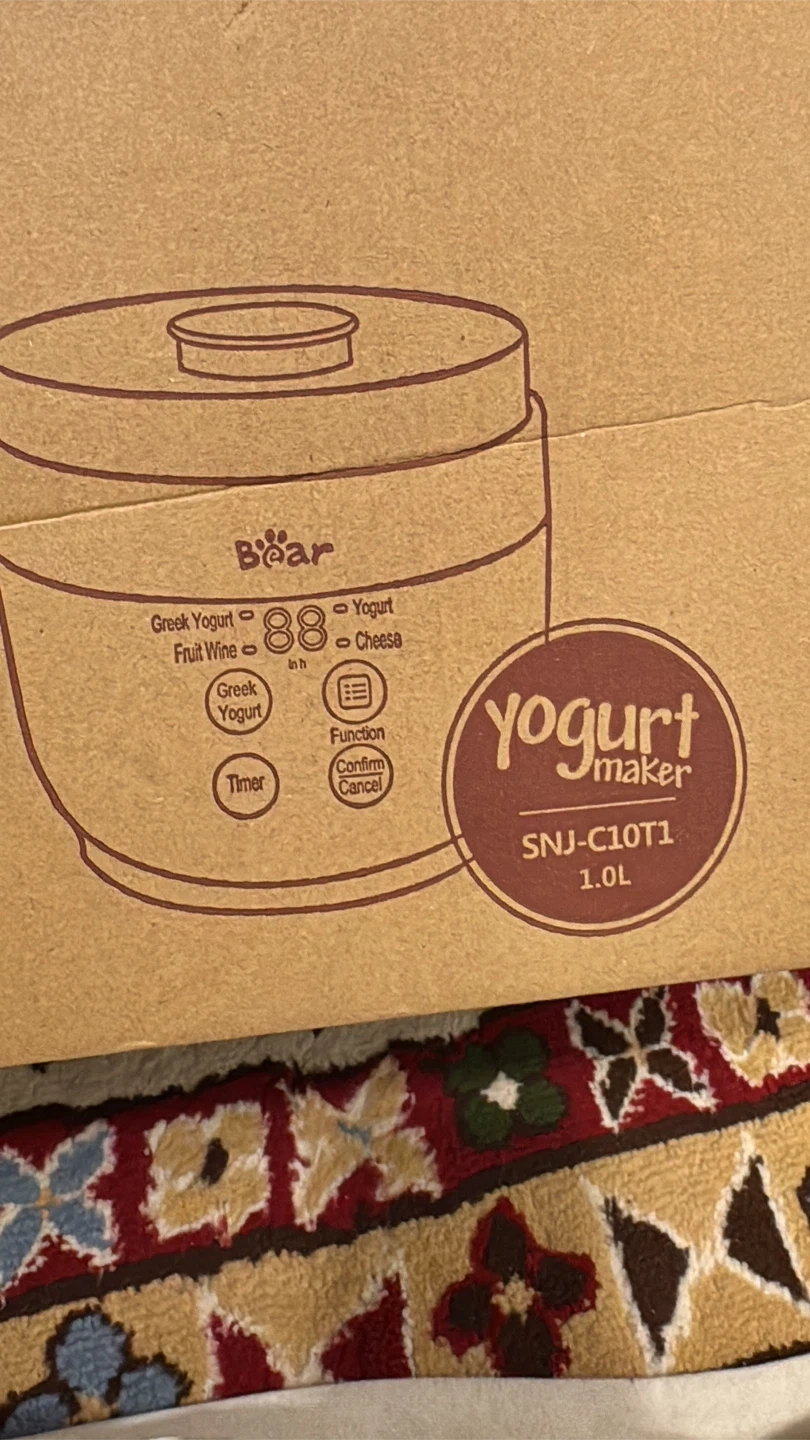 Bear
Greek Yogurt 88 Yogurt
Fruit Wine Cheese
In h
Greek
Yogurt
Function
Timer
Confirm
Cancel
yogurt
maker
SNJ-C10T1
1.0L